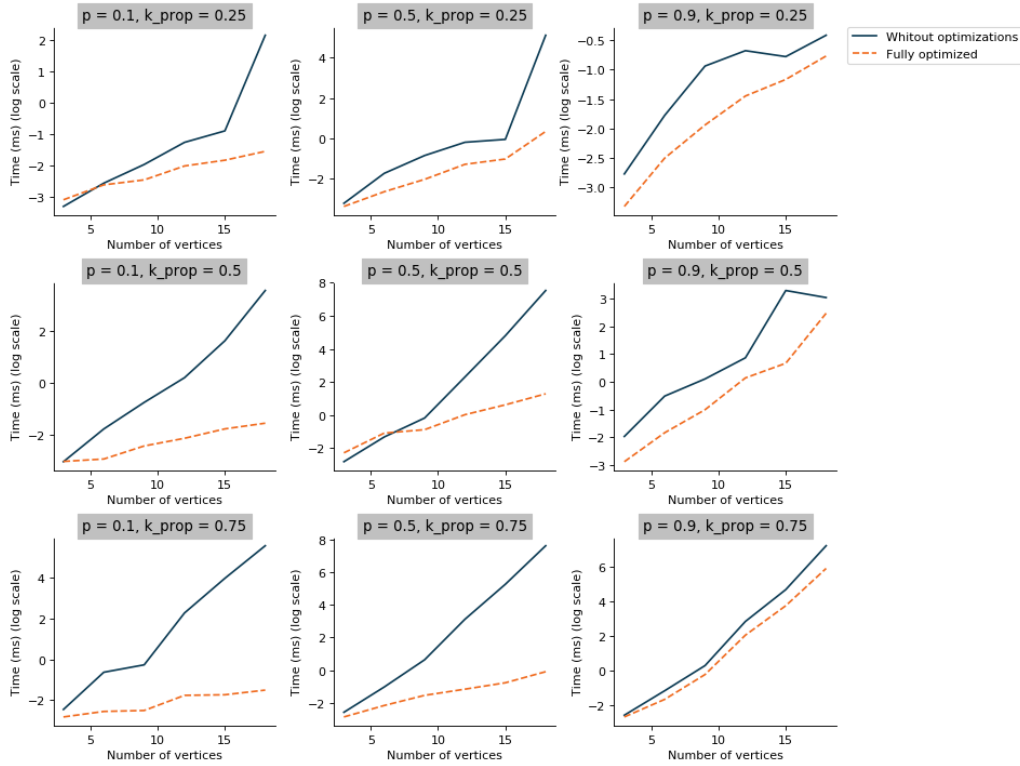 p = 0.1, k_prop = 0.25
p = 0.5, k_prop = 0.25
p = 0.9, k_prop = 0.25
Whitout optimizations
Fully optimized
Time (ms) (log scale)
2
1
0
−1
−2
−3
5
10
15
Number of vertices
Time (ms) (log scale)
4
2
0
−2
5
10
15
Number of vertices
Time (ms) (log scale)
−0.5
−1.0
−1.5
−2.0
−2.5
−3.0
5
10
15
Number of vertices
p = 0.1, k_prop = 0.5
p = 0.5, k_prop = 0.5
p = 0.9, k_prop = 0.5
Time (ms) (log scale)
2
0
−2
5
10
15
Number of vertices
Time (ms) (log scale)
8
6
4
2
0
−2
5
10
15
Number of vertices
Time (ms) (log scale)
3
2
1
0
−1
−2
−3
5
10
15
Number of vertices
p = 0.1, k_prop = 0.75
p = 0.5, k_prop = 0.75
p = 0.9, k_prop = 0.75
Time (ms) (log scale)
4
2
0
−2
5
10
15
Number of vertices
Time (ms) (log scale)
8
6
4
2
0
−2
5
10
15
Number of vertices
Time (ms) (log scale)
6
4
2
0
−2
5
10
15
Number of vertices